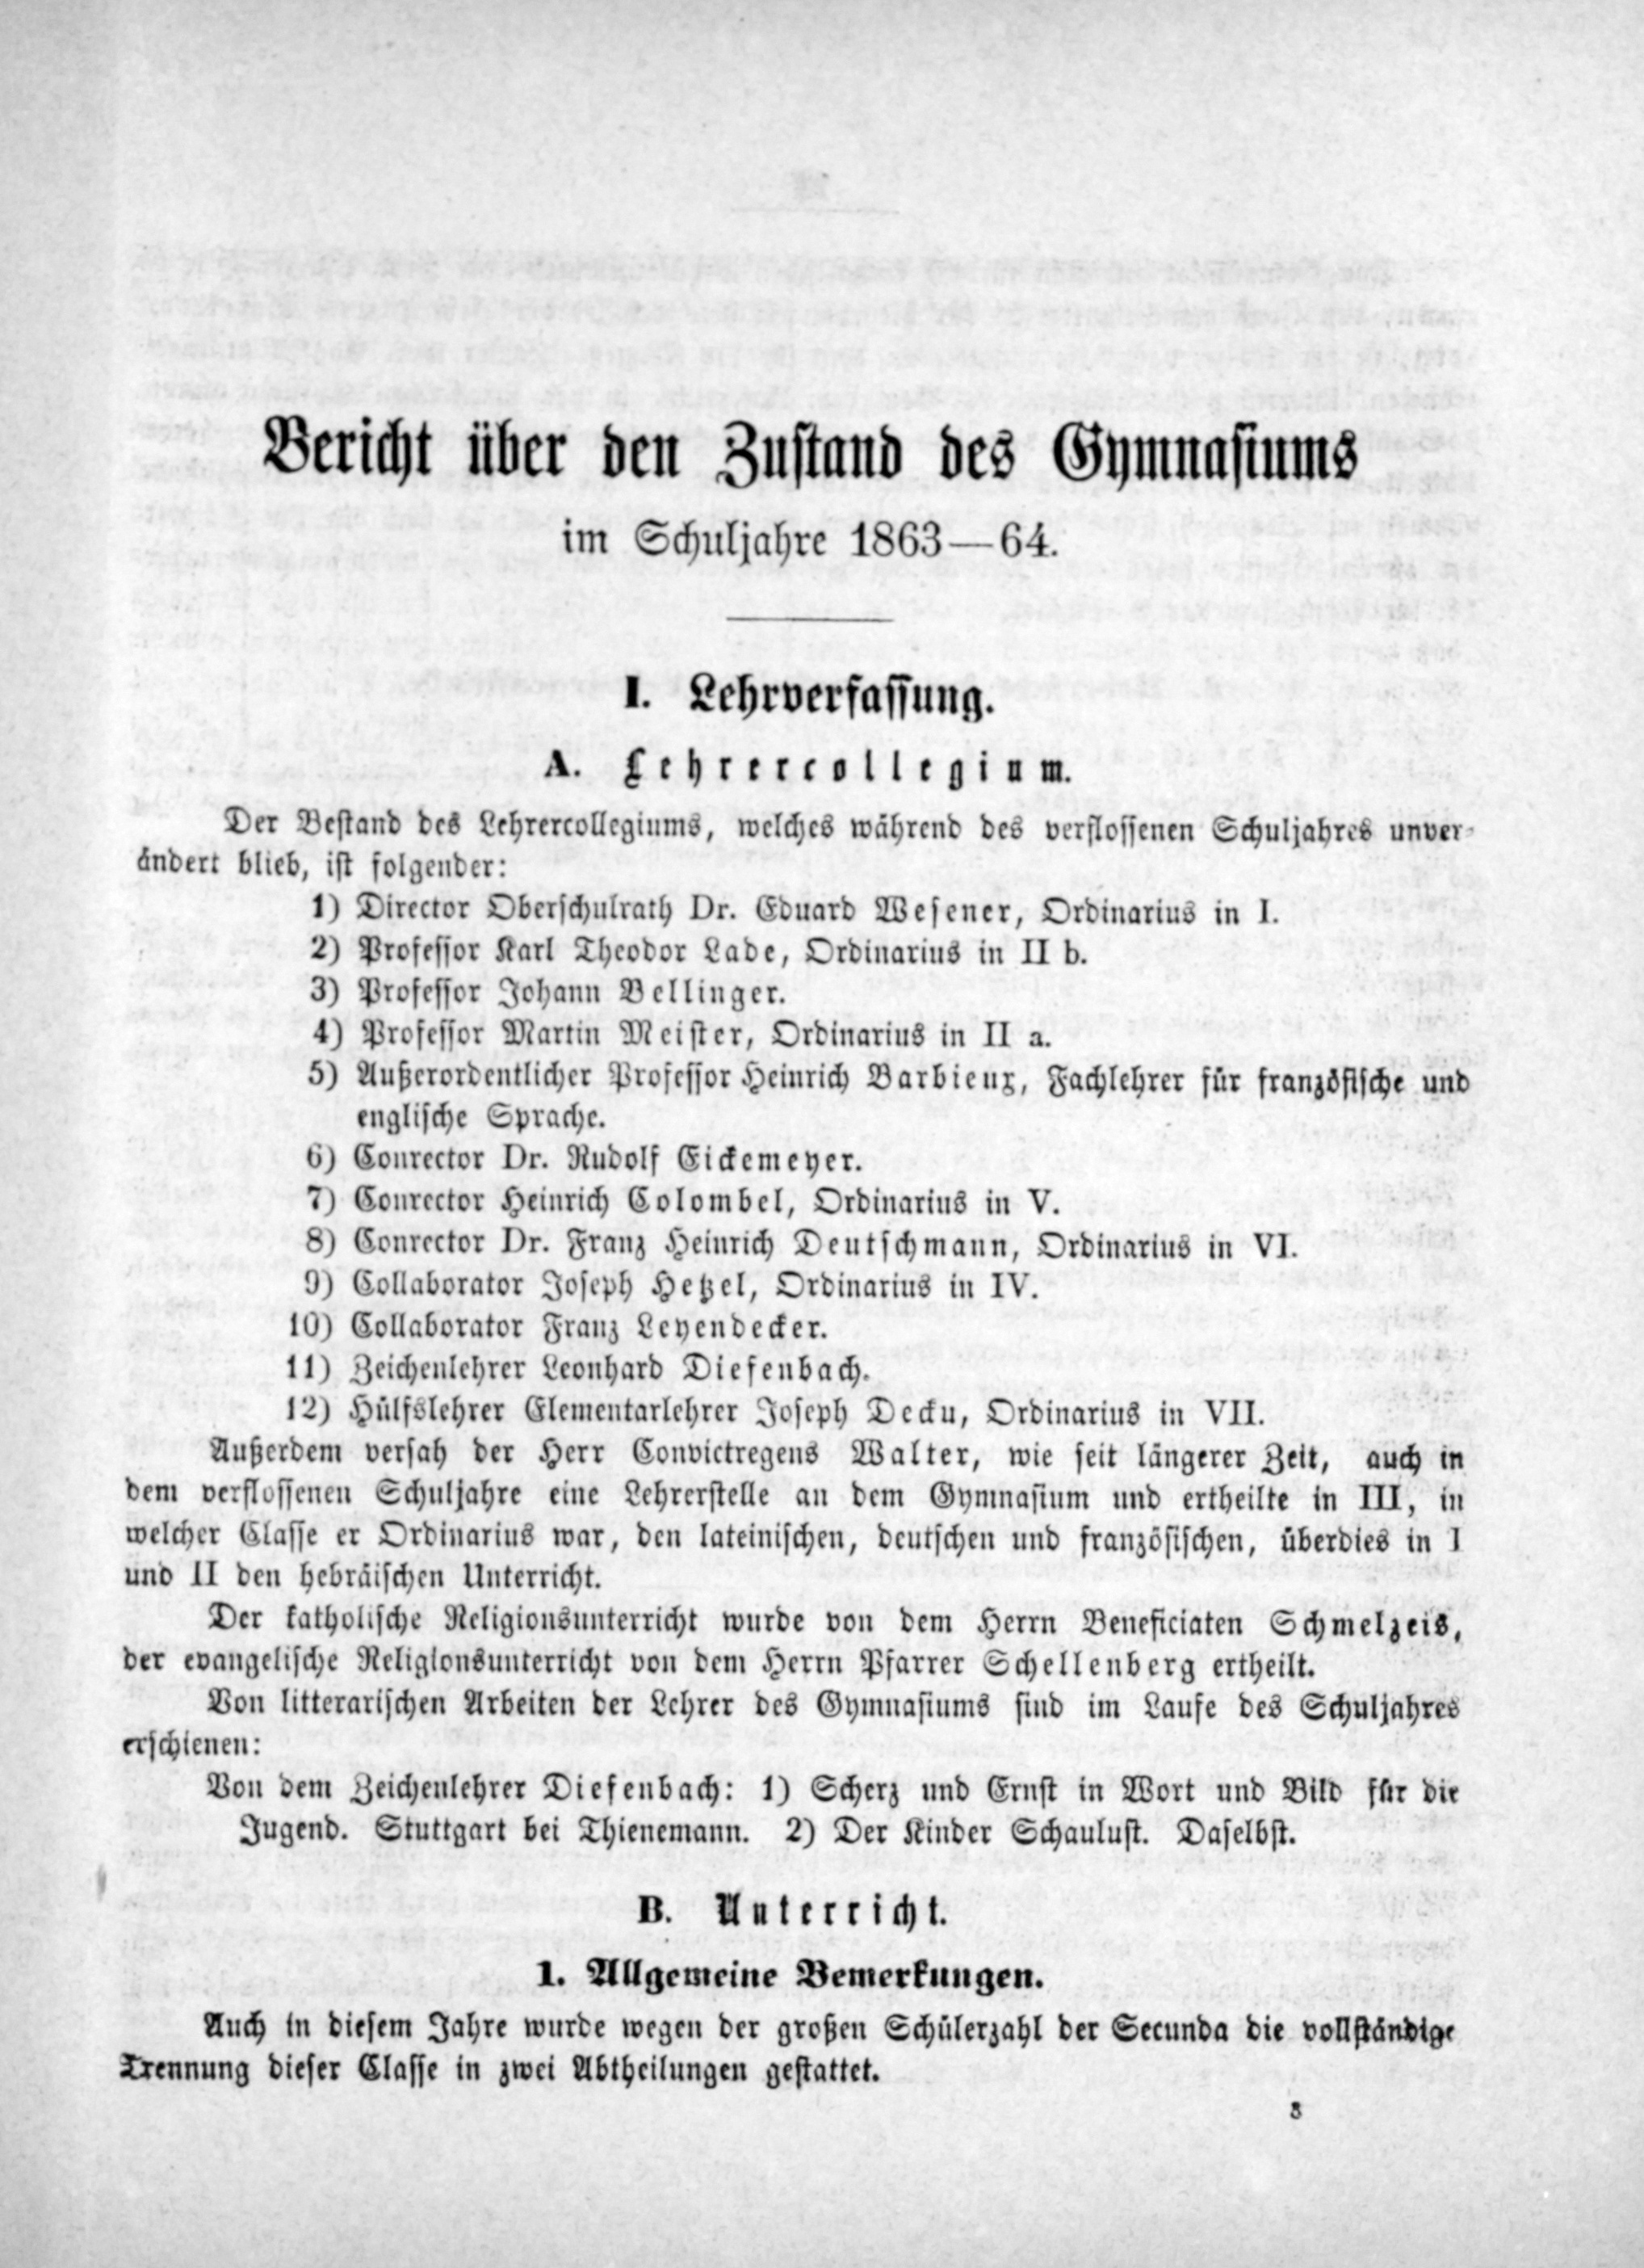 Bericht über den Zustand des Gymnasiums
im Schuljahre 1863—64.
I. Lehrverfassung.
A. Lehrercollegium.
Der Bestand des Lehrercollegiums, welches während des verflossenen Schuljahres unver-
ändert blieb, ist folgender:
1) Director Oberschulrath Dr. Eduard Wesener, Ordinarius in I.
2) Professor Karl Theodor Lade, Ordinarius in II b.
3) Professor Johann Bellinger.
4) Professor Martin Meister, Ordinarius in II a.
5) Außerordentlicher Professor Heinrich Barbieux, Fachlehrer für französische und
englische Sprache.
6) Conrector Dr. Rudolf Eickemeyer.
7) Conrector Heinrich Colombel, Ordinarius in V.
8) Conrector Dr. Franz Heinrich Deutschmann, Ordinarius in VI.
9) Collaborator Joseph Hetzel, Ordinarius in IV.
10) Collaborator Franz Leyendecker.
11) Zeichenlehrer Leonhard Diefenbach.
12) Hülfslehrer Elementarlehrer Joseph Decku, Ordinarius in VII.
Außerdem versah der Herr Convictregens Walter, wie seit längerer Zeit, auch in
dem verflossenen Schuljahre eine Lehrerstelle an dem Gymnasium und ertheilte in III, in
welcher Classe er Ordinarius war, den lateinischen, deutschen und französischen, überdies in I
und II den hebräischen Unterricht.
Der katholische Religionsunterricht wurde von dem Herrn Beneficiaten Schmelzeis,
der evangelische Religionsunterricht von dem Herrn Pfarrer Schellenberg ertheilt.
Von litterarischen Arbeiten der Lehrer des Gymnasiums sind im Laufe des Schuljahres
erschienen:
Von dem Zeichenlehrer Diefenbach: 1) Scherz und Ernst in Wort und Bild für die
Jugend. Stuttgart bei Thienemann. 2) Der Kinder Schaulust. Daselbst.
B. Unterricht.
1. Allgemeine Bemerkungen.
Auch in diesem Jahre wurde wegen der großen Schülerzahl der Secunda die vollständige
Trennung dieser Classe in zwei Abtheilungen gestattet.
3